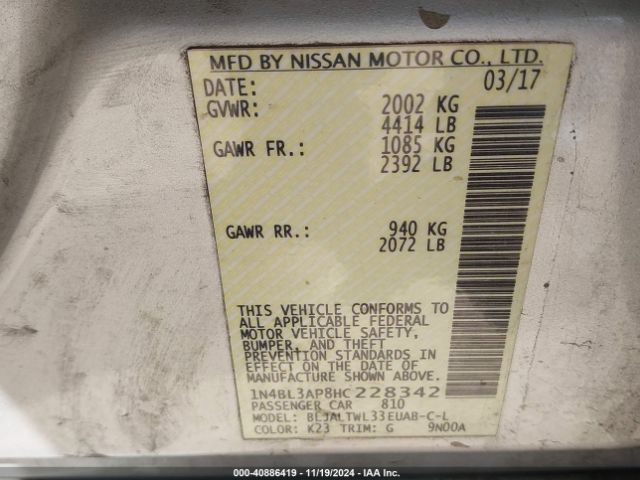 MFD BY NISSAN MOTOR CO., LTD.
DATE: 03/17
GVWR: 2002 KG
4414 LB
GAWR FR.: 1085 KG
2392 LB
GAWR RR.: 940 KG
2072 LB
THIS VEHICLE CONFORMS TO
ALL APPLICABLE FEDERAL
MOTOR VEHICLE SAFETY,
BUMPER, AND THEFT
PREVENTION STANDARDS IN
EFFECT ON THE DATE OF
MANUFACTURE SHOWN ABOVE.
1N4BL3AP8HC228342
PASSENGER CAR 810
MODEL: BLJALTWL33EUAB-C-L
COLOR: K23 TRIM: G 9N00A
000-40886419 - 11/19/2024 - IAA Inc.